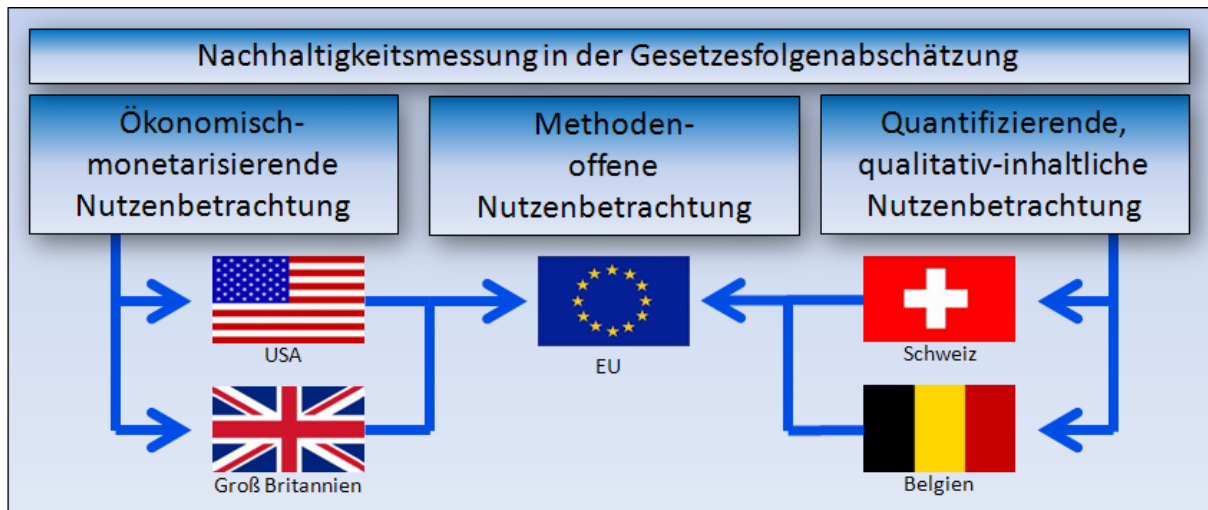 Nachhaltigkeitsmessung in der Gesetzesfolgenabschätzung
Ökonomisch-
monetarisierende
Nutzenbetrachtung
Methoden-
offene
Nutzenbetrachtung
Quantifizierende,
qualitativ-inhaltliche
Nutzenbetrachtung
USA
EU
Schweiz
Groß Britannien
Belgien